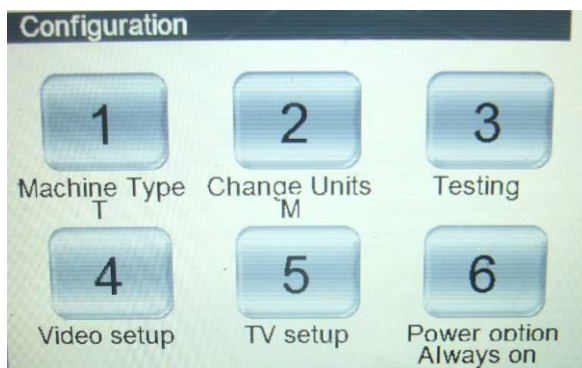 Configuration
1 2 3
Machine Type Change Units Testing
T M
4 5 6
Video setup TV setup Power option
Always on